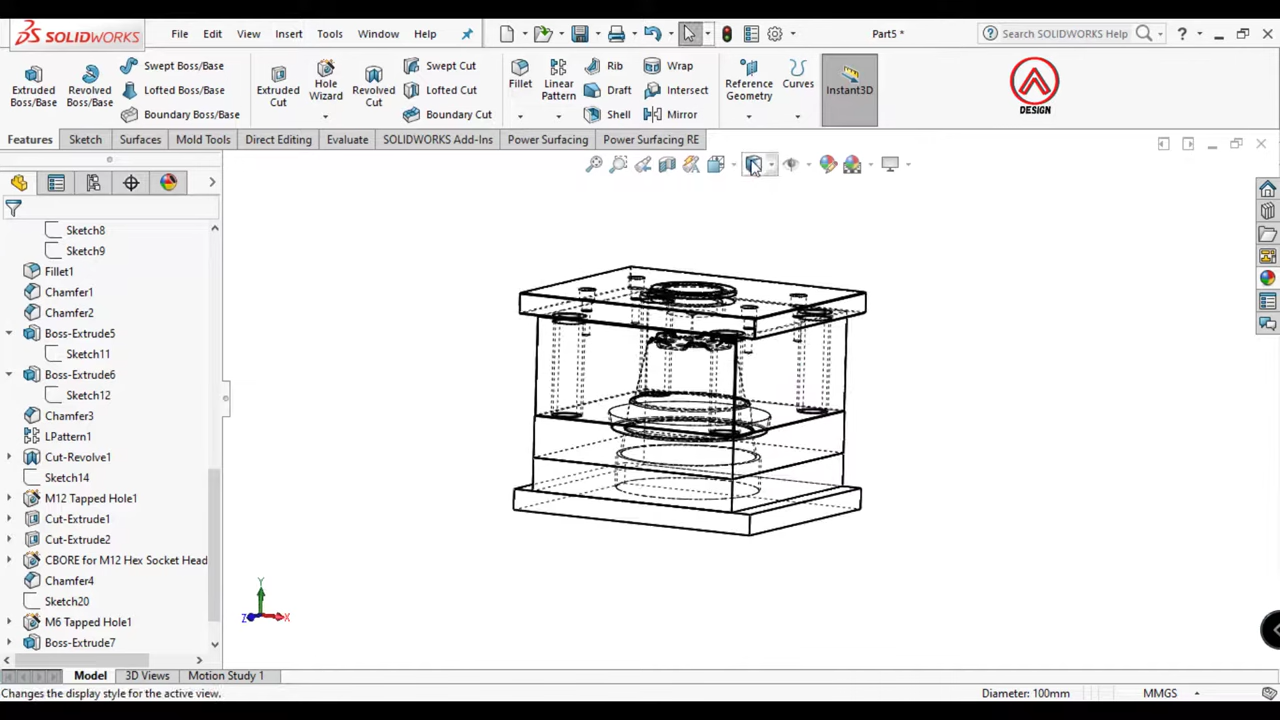 SOLIDWORKS File Edit View Insert Tools Window Help Part5 * Search SOLIDWORKS Help ?
Extruded Boss/Base
Revolved Boss/Base
Swept Boss/Base
Lofted Boss/Base
Boundary Boss/Base
Extruded Cut
Hole Wizard
Revolved Cut
Swept Cut
Lofted Cut
Boundary Cut
Fillet
Linear Pattern
Rib
Draft
Shell
Wrap
Intersect
Mirror
Reference Geometry
Curves
Instant3D
DESIGN
Features Sketch Surfaces Mold Tools Direct Editing Evaluate SOLIDWORKS Add-Ins Power Surfacing Power Surfacing RE
Sketch8
Sketch9
Fillet1
Chamfer1
Chamfer2
Boss-Extrude5
Sketch11
Boss-Extrude6
Sketch12
Chamfer3
LPattern1
Cut-Revolve1
Sketch14
M12 Tapped Hole1
Cut-Extrude1
Cut-Extrude2
CBORE for M12 Hex Socket Head
Chamfer4
Sketch20
M6 Tapped Hole1
Boss-Extrude7
Y
Z X
Model 3D Views Motion Study 1
Changes the display style for the active view. Diameter: 100mm MMGS